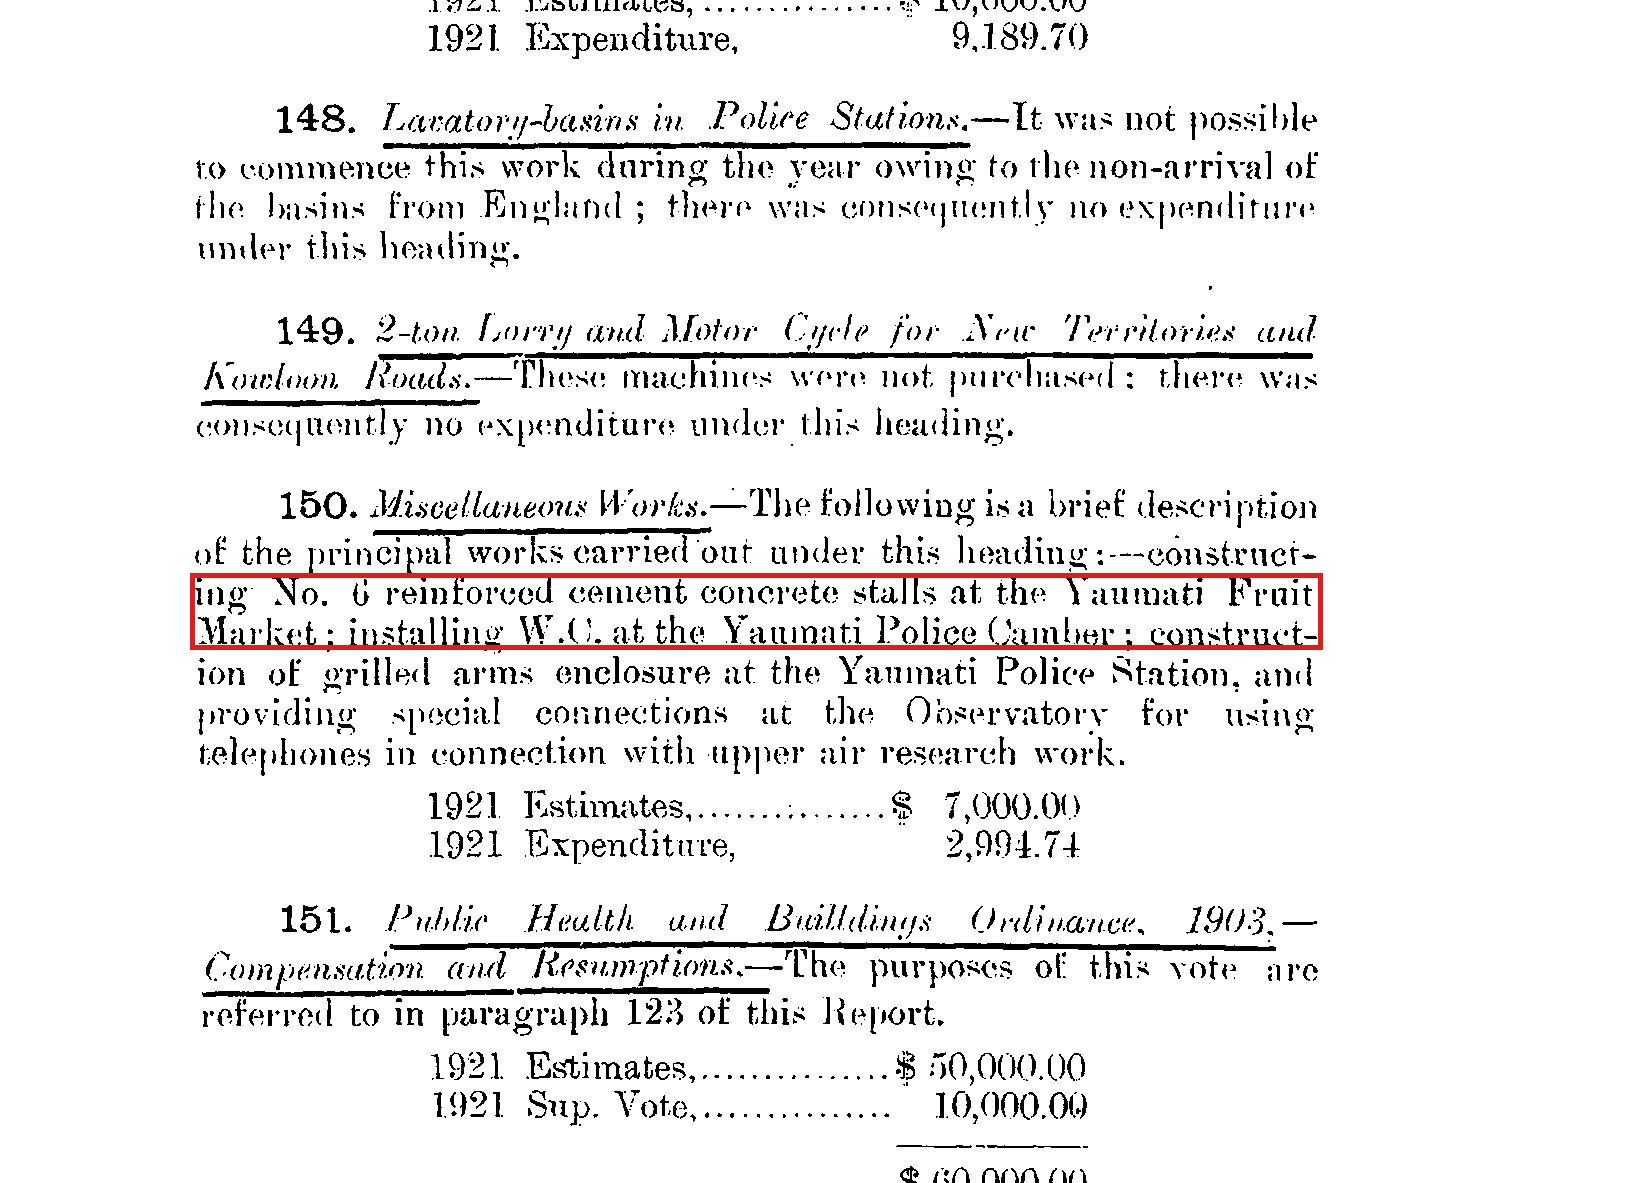 1921 Estimates,...............$ 10,000.00
1921 Expenditure, 9,189.70
148. Lavatory-basins in Police Stations.—It was not possible
to commence this work during the year owing to the non-arrival of
the basins from England ; there was consequently no expenditure
under this heading.
149. 2-ton Lorry and Motor Cycle for New Territories and
Kowloon Roads.—These machines were not purchased : there was
consequently no expenditure under this heading.
150. Miscellaneous Works.—The following is a brief description
of the principal works carried out under this heading :—construct-
ing No. 6 reinforced cement concrete stalls at the Yaumati Fruit
Market ; installing W.C. at the Yaumati Police Camber ; construct-
ion of grilled arms enclosure at the Yaumati Police Station, and
providing special connections at the Observatory for using
telephones in connection with upper air research work.
1921 Estimates,...............$ 7,000.00
1921 Expenditure, 2,994.74
151. Public Health and Buildings Ordinance, 1903.—
Compensation and Resumptions.—The purposes of this vote are
referred to in paragraph 123 of this Report.
1921 Estimates,...............$ 50,000.00
1921 Sup. Vote,............... 10,000.00
$ 60,000.00